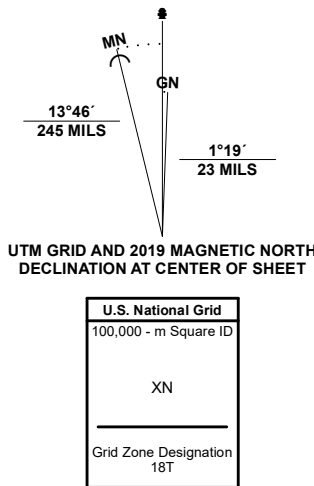 MN
GN
13°46´
245 MILS
1°19´
23 MILS
UTM GRID AND 2019 MAGNETIC NORTH
DECLINATION AT CENTER OF SHEET
U.S. National Grid
100,000 - m Square ID
XN
Grid Zone Designation
18T